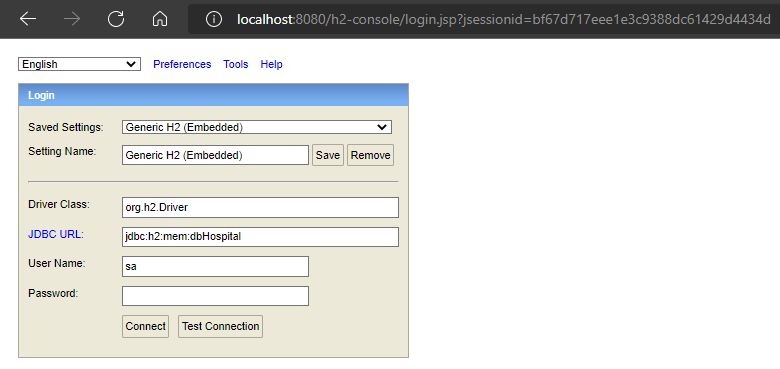 localhost:8080/h2-console/login.jsp?jsessionid=bf67d717eee1e3c9388dc61429d4434d
English Preferences Tools Help
Login
Saved Settings: Generic H2 (Embedded)
Setting Name: Generic H2 (Embedded) Save Remove
Driver Class: org.h2.Driver
JDBC URL: jdbc:h2:mem:dbHospital
User Name: sa
Password:
Connect Test Connection